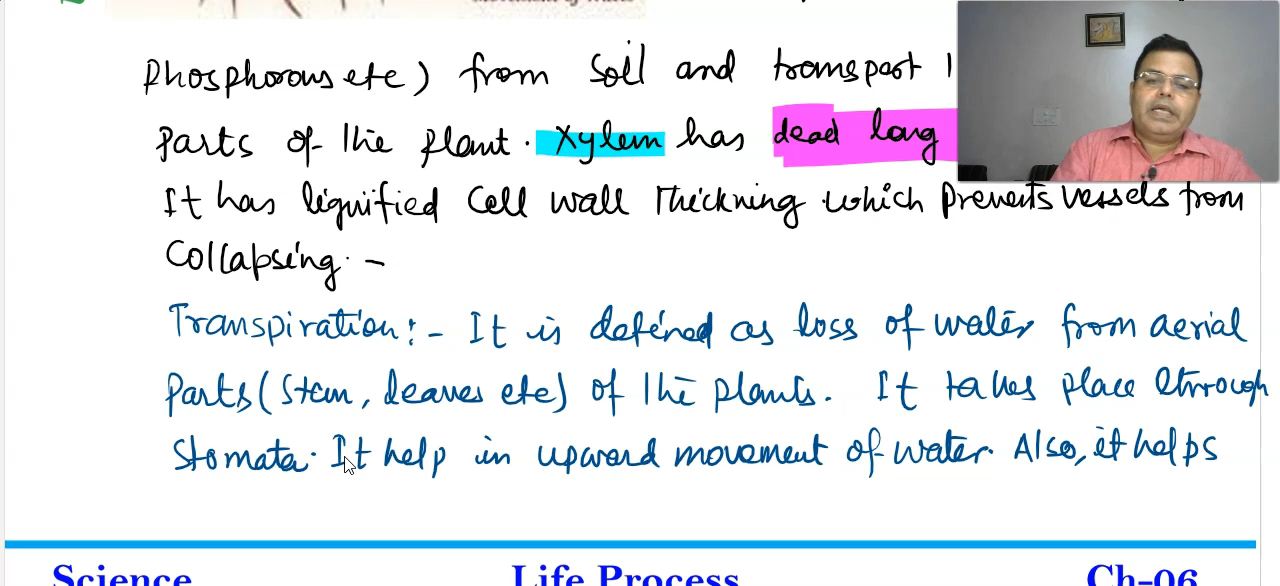 Phosphorous etc) from Soil and transport
Parts of the plant. Xylem has dead long
It has lignified Cell wall Thickning which Prevents vessels from
Collapsing. -
Transpiration:- It is defined as loss of water from aerial
Parts (Stem, leaves etc) of the plants. It takes place through
Stomata. It help in upward movement of water. Also, it helps
Science Life Process Ch-06